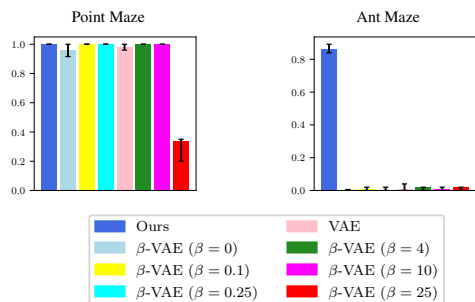 Point Maze
Ant Maze
1.0
0.8
0.6
0.4
0.2
0.0
0.8
0.6
0.4
0.2
0.0
Ours
VAE
β-VAE (β = 0)
β-VAE (β = 4)
β-VAE (β = 0.1)
β-VAE (β = 10)
β-VAE (β = 0.25)
β-VAE (β = 25)